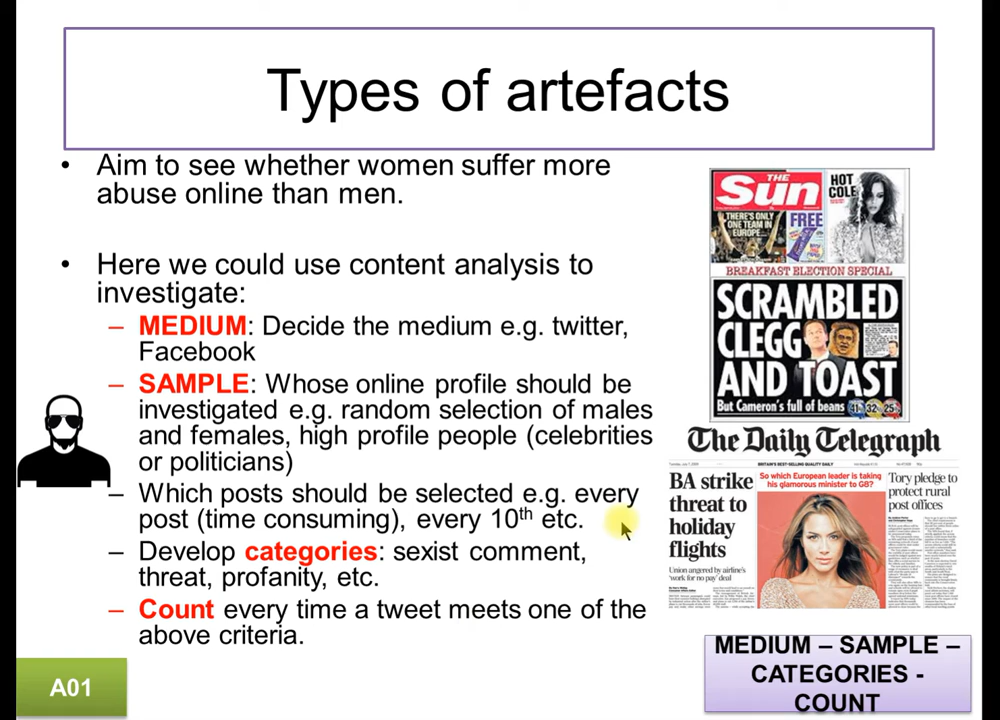 Types of artefacts
• Aim to see whether women suffer more
abuse online than men.
• Here we could use content analysis to
investigate:
– MEDIUM: Decide the medium e.g. twitter,
Facebook
– SAMPLE: Whose online profile should be
investigated e.g. random selection of males
and females, high profile people (celebrities
or politicians)
– Which posts should be selected e.g. every
post (time consuming), every 10th etc.
– Develop categories: sexist comment,
threat, profanity, etc.
– Count every time a tweet meets one of the
above criteria.
A01
THE
Sun
HOT
COLE
THERE'S ONLY
ONE TEAM IN
EUROPE...
FREE
BREAKFAST ELECTION SPECIAL
SCRAMBLED
CLEGG
AND TOAST
But Cameron's full of beans
41% 32% 25%
The Daily Telegraph
BRITAIN'S BEST-SELLING QUALITY DAILY
BA strike
threat to
holiday
flights
Union angered by airline's
'work for no pay' deal
So which European leader is taking
his glamorous minister to G8?
Tory pledge to
protect rural
post offices
MEDIUM – SAMPLE –
CATEGORIES -
COUNT